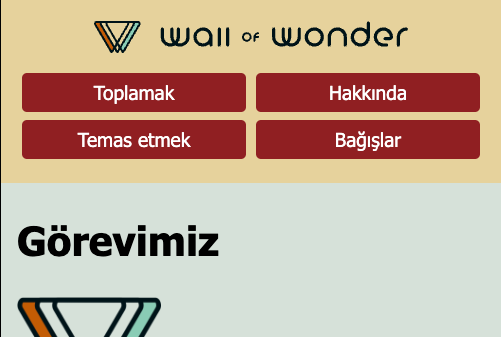 wall of wonder
Toplamak
Hakkında
Temas etmek
Bağışlar
Görevimiz